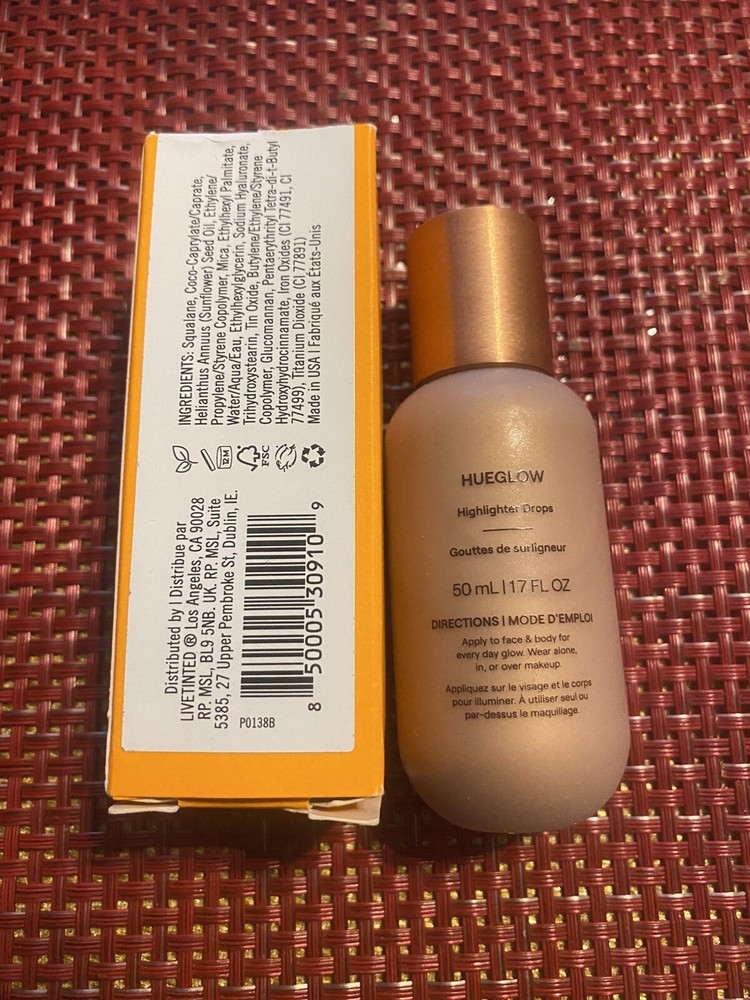 INGREDIENTS: Squalane, Coco-Caprylate/Caprate,
Helianthus Annuus (Sunflower) Seed Oil, Ethylene/
Propylene/Styrene Copolymer, Mica, Ethylhexyl Palmitate,
Water/Aqua/Eau, Ethylhexylglycerin, Sodium Hyaluronate,
Trihydroxystearin, Tin Oxide, Butylene/Ethylene/Styrene
Copolymer, Glucomannan, Pentaerythrityl Tetra-di-t-Butyl
Hydroxyhydrocinnamate, Iron Oxides (CI 77491, CI
77499), Titanium Dioxide (CI 77891)
Made in USA | Fabriqué aux États-Unis
12M
FSC
Distributed by | Distribue par
LIVETINTED ® Los Angeles, CA 90028
RP. MSL, BL9 5NB. UK. RP. MSL, Suite
5385, 27 Upper Pembroke St, Dublin, IE.
8 50005 30910 9
P0138B
HUEGLOW
Highlighter Drops
Gouttes de surligneur
50 mL | 1.7 FL OZ
DIRECTIONS | MODE D'EMPLOI
Apply to face & body for
every day glow. Wear alone,
in, or over makeup.
Appliquez sur le visage et le corps
pour illuminer. À utiliser seul ou
par-dessus le maquillage.